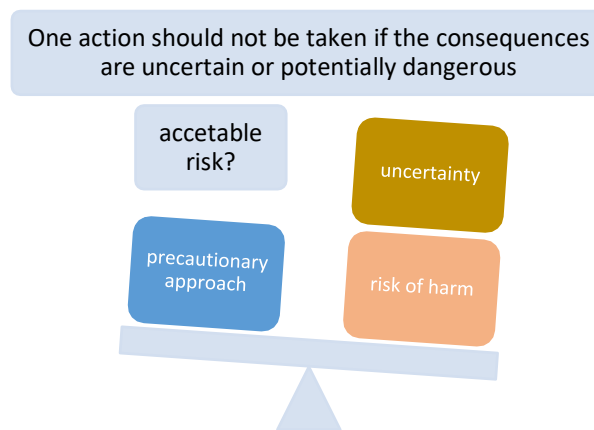 One action should not be taken if the consequences
are uncertain or potentially dangerous
accetable
risk?
uncertainty
precautionary
approach
risk of harm